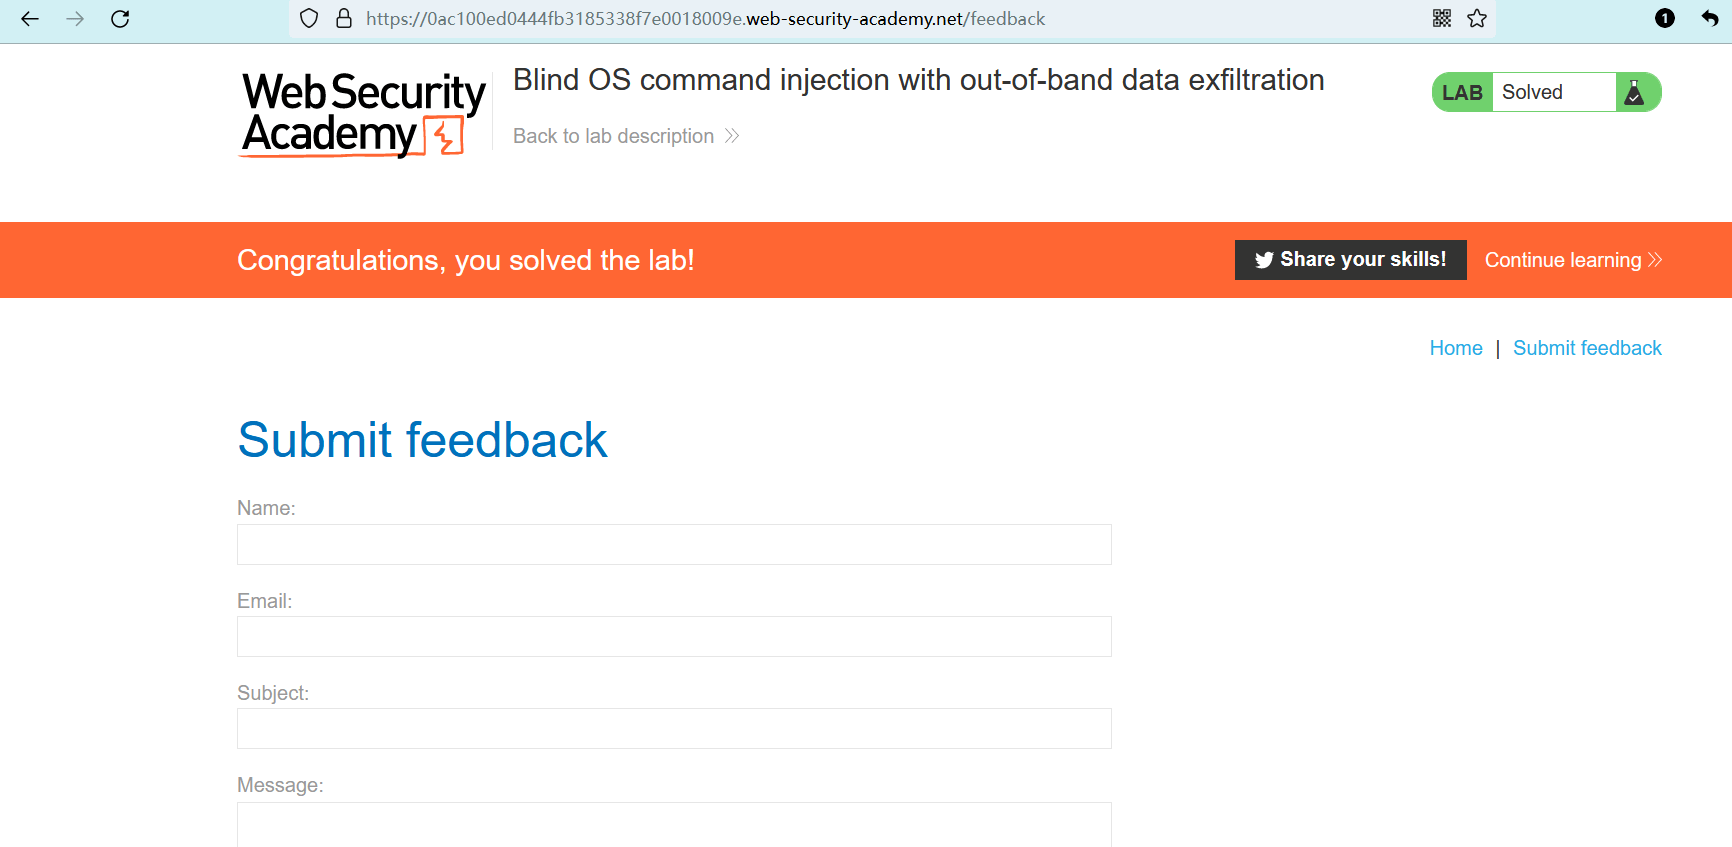 https://0ac100ed0444fb3185338f7e0018009e.web-security-academy.net/feedback
1
Web Security
Academy
Blind OS command injection with out-of-band data exfiltration
Back to lab description
LAB Solved
Congratulations, you solved the lab!
Share your skills!
Continue learning
Home | Submit feedback
Submit feedback
Name:
Email:
Subject:
Message: